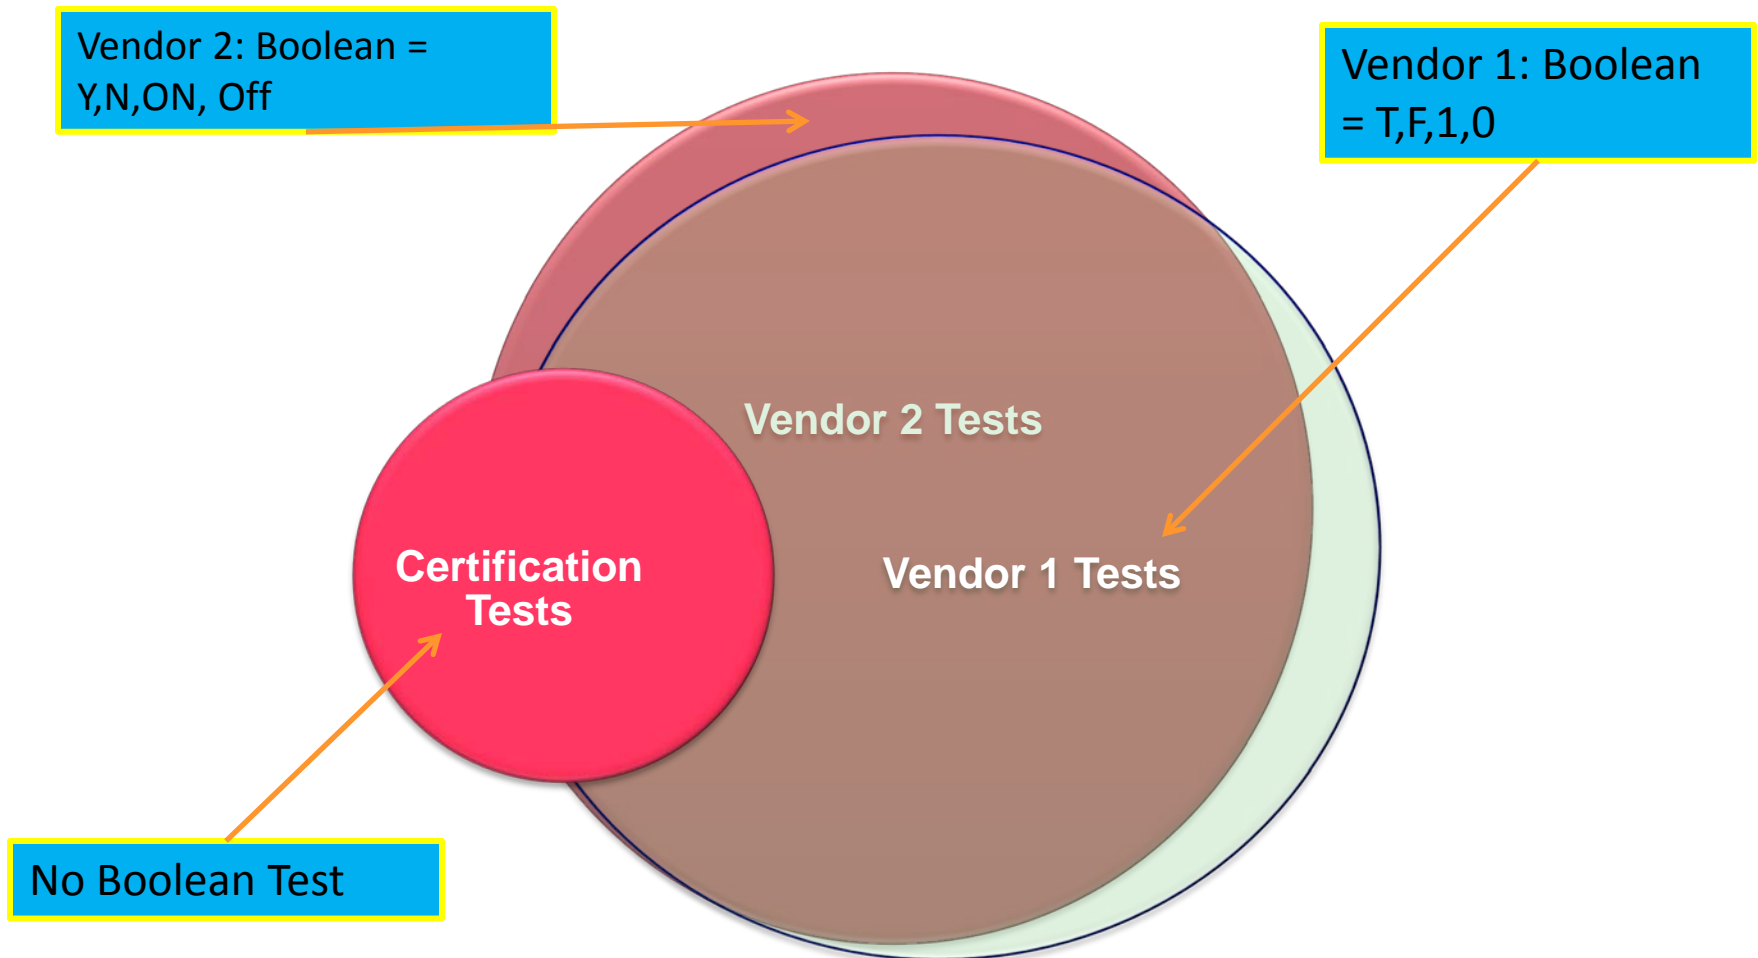 Vendor 2: Boolean =
Y,N,ON, Off
Vendor 1: Boolean
= T,F,1,0
Vendor 2 Tests
Certification
Tests
Vendor 1 Tests
No Boolean Test